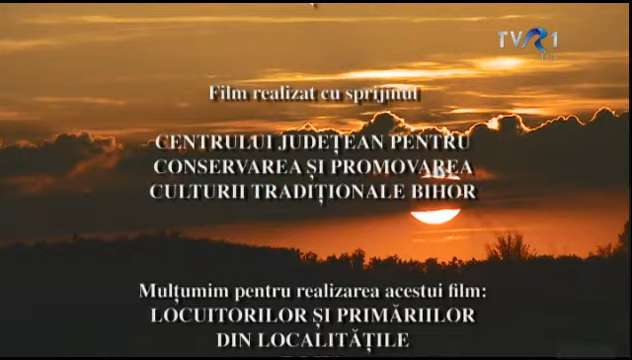 TVR1
Film realizat cu sprijinul
CENTRULUI JUDEȚEAN PENTRU
CONSERVAREA ȘI PROMOVAREA
CULTURII TRADIȚIONALE BIHOR
Mulțumim pentru realizarea acestui film:
LOCUITORILOR ȘI PRIMĂRIILOR
DIN LOCALITĂȚILE